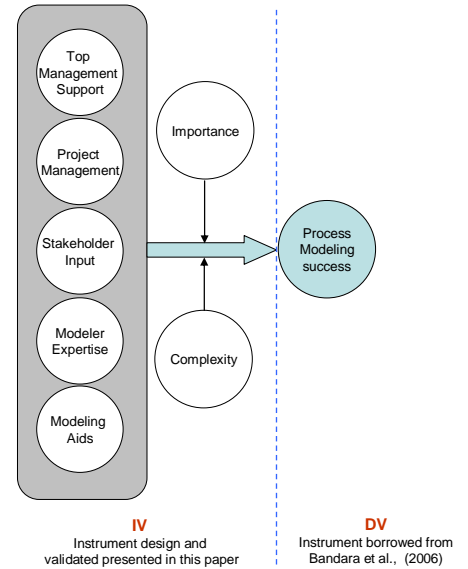 Top
Management
Support
Project
Management
Stakeholder
Input
Modeler
Expertise
Modeling
Aids
Importance
Complexity
Process
Modeling
success
IV
Instrument design and
validated presented in this paper
DV
Instrument borrowed from
Bandara et al., (2006)